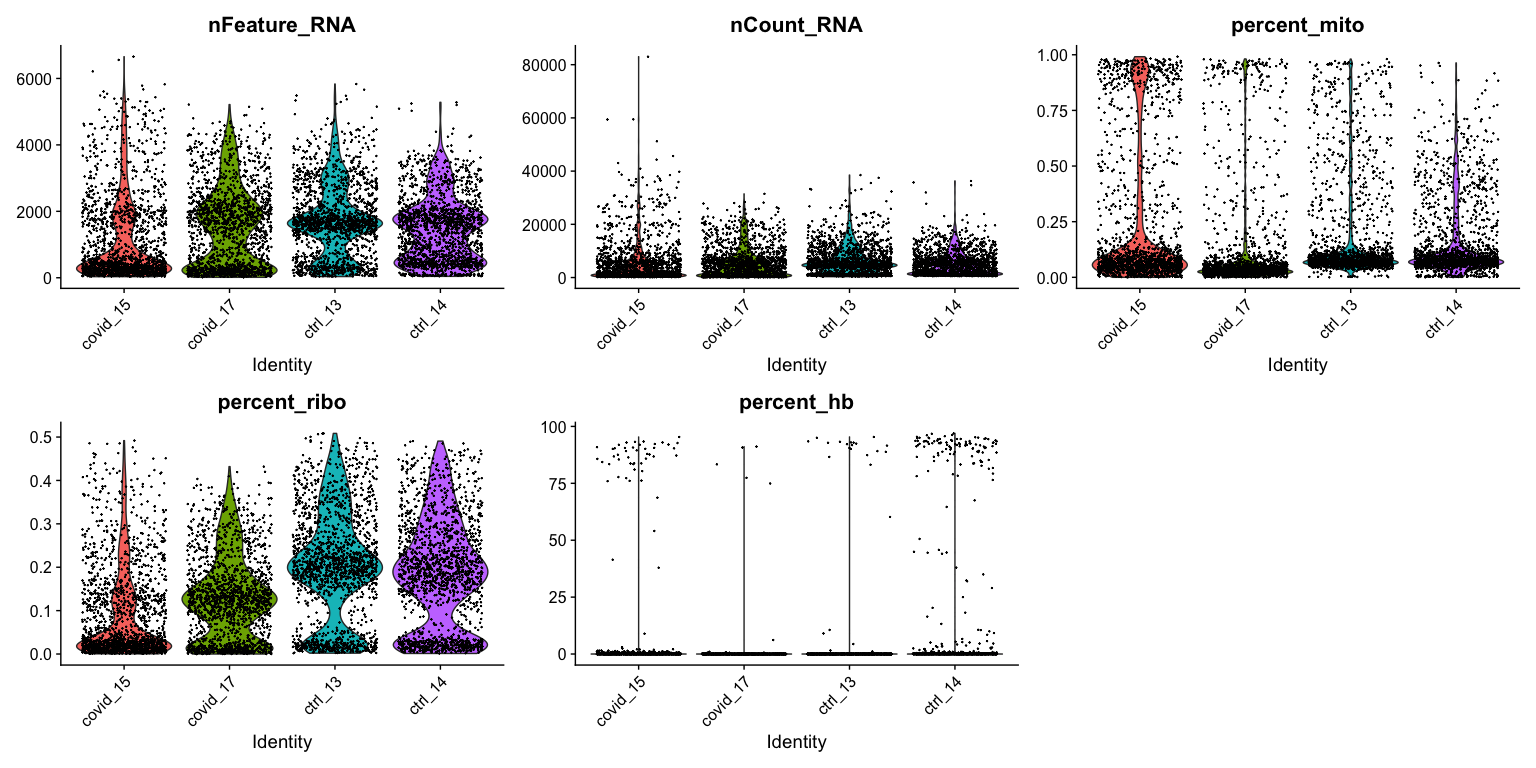 nFeature_RNA
6000
4000
2000
0
covid_15
covid_17
ctrl_13
ctrl_14
Identity
nCount_RNA
80000
60000
40000
20000
0
covid_15
covid_17
ctrl_13
ctrl_14
Identity
percent_mito
1.00
0.75
0.50
0.25
0.00
covid_15
covid_17
ctrl_13
ctrl_14
Identity
percent_ribo
0.5
0.4
0.3
0.2
0.1
0.0
covid_15
covid_17
ctrl_13
ctrl_14
Identity
percent_hb
100
75
50
25
0
covid_15
covid_17
ctrl_13
ctrl_14
Identity